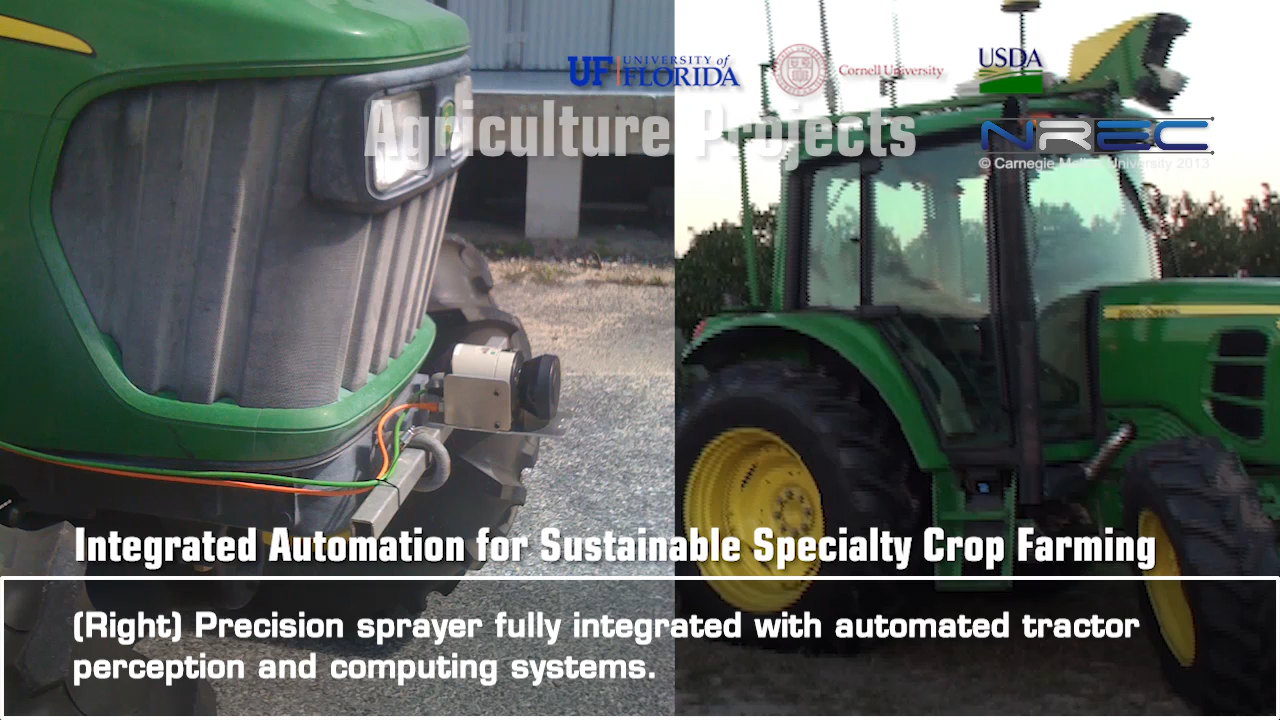 UF UNIVERSITY of FLORIDA
Cornell University
USDA
Agriculture Projects
NREC
© Carnegie Mellon University 2013
Integrated Automation for Sustainable Specialty Crop Farming
(Right) Precision sprayer fully integrated with automated tractor
perception and computing systems.